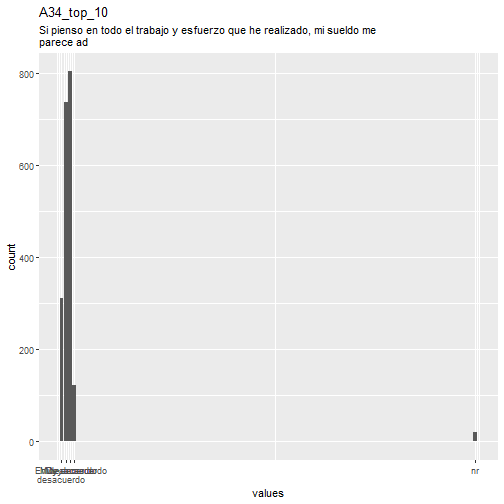 A34_top_10
Si pienso en todo el trabajo y esfuerzo que he realizado, mi sueldo me
parece ad
800
600
400
200
0
count
desacuerdo
nr
values